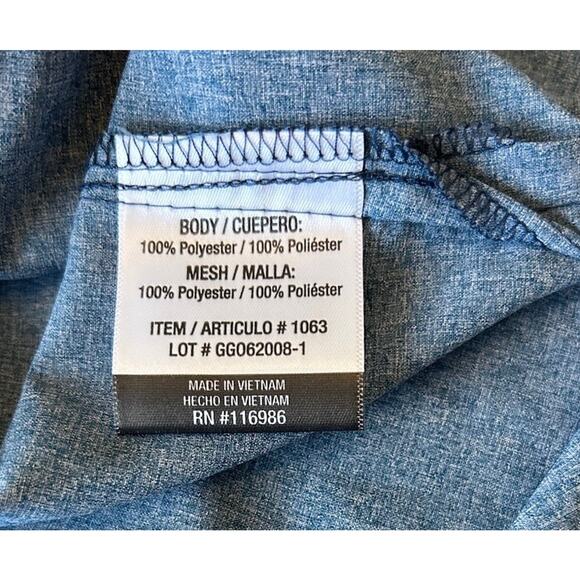 BODY / CUEPERO:
100% Polyester / 100% Poliéster
MESH / MALLA:
100% Polyester / 100% Poliéster
ITEM / ARTICULO # 1063
LOT # GGO62008-1
MADE IN VIETNAM
HECHO EN VIETNAM
RN #116986